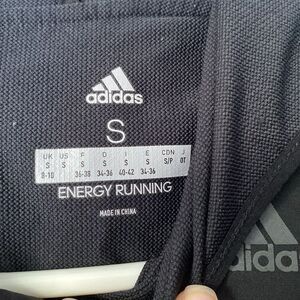 adidas
S
UK US F D I E CDN J
S S S S S S S/P OT
8-10 36-38 34-36 40-42 34-36
ENERGY RUNNING
MADE IN CHINA
adidas